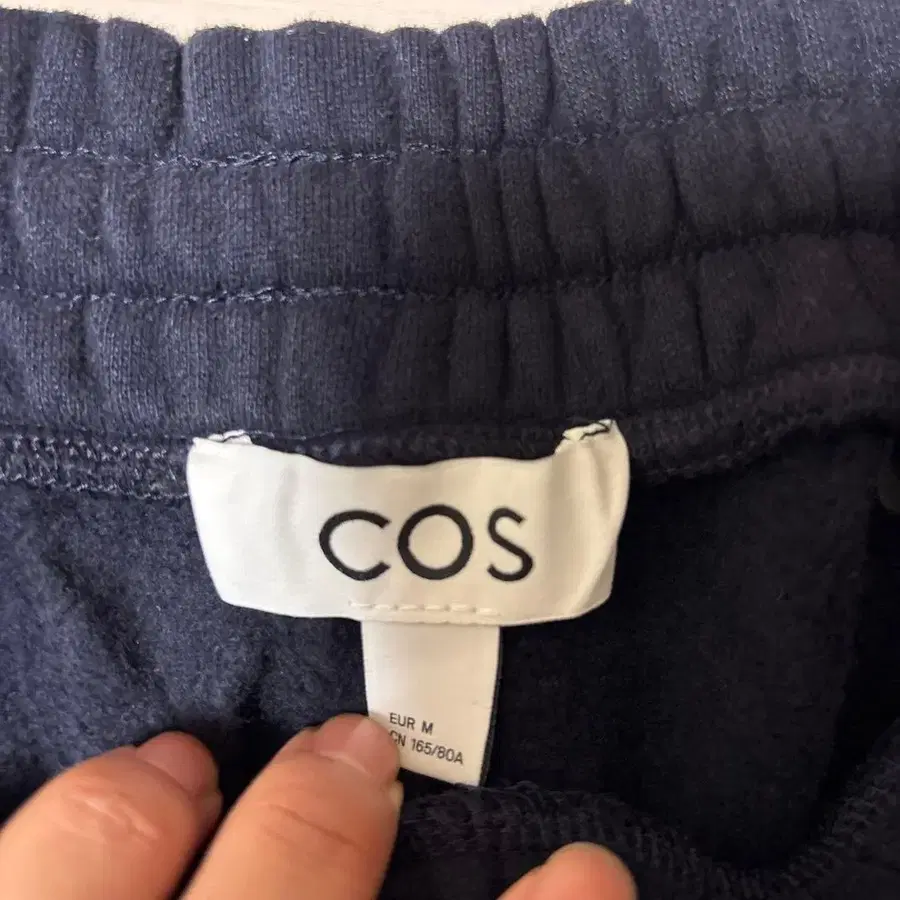 COS
EUR M
CN 165/80A